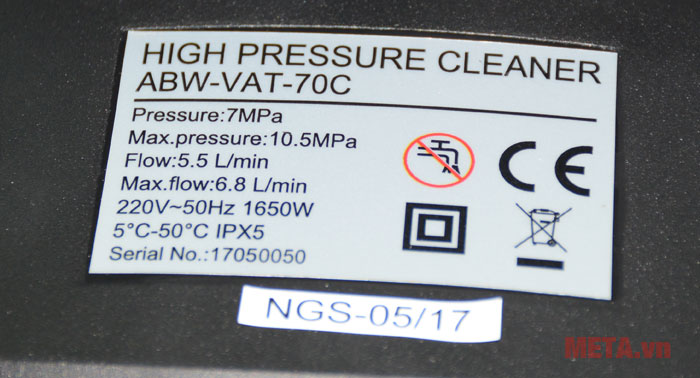 HIGH PRESSURE CLEANER
ABW-VAT-70C
Pressure:7MPa
Max.pressure:10.5MPa
Flow:5.5 L/min
Max.flow:6.8 L/min
220V~50Hz 1650W
5°C-50°C IPX5
Serial No.:17050050
CE
NGS-05/17
META.vn